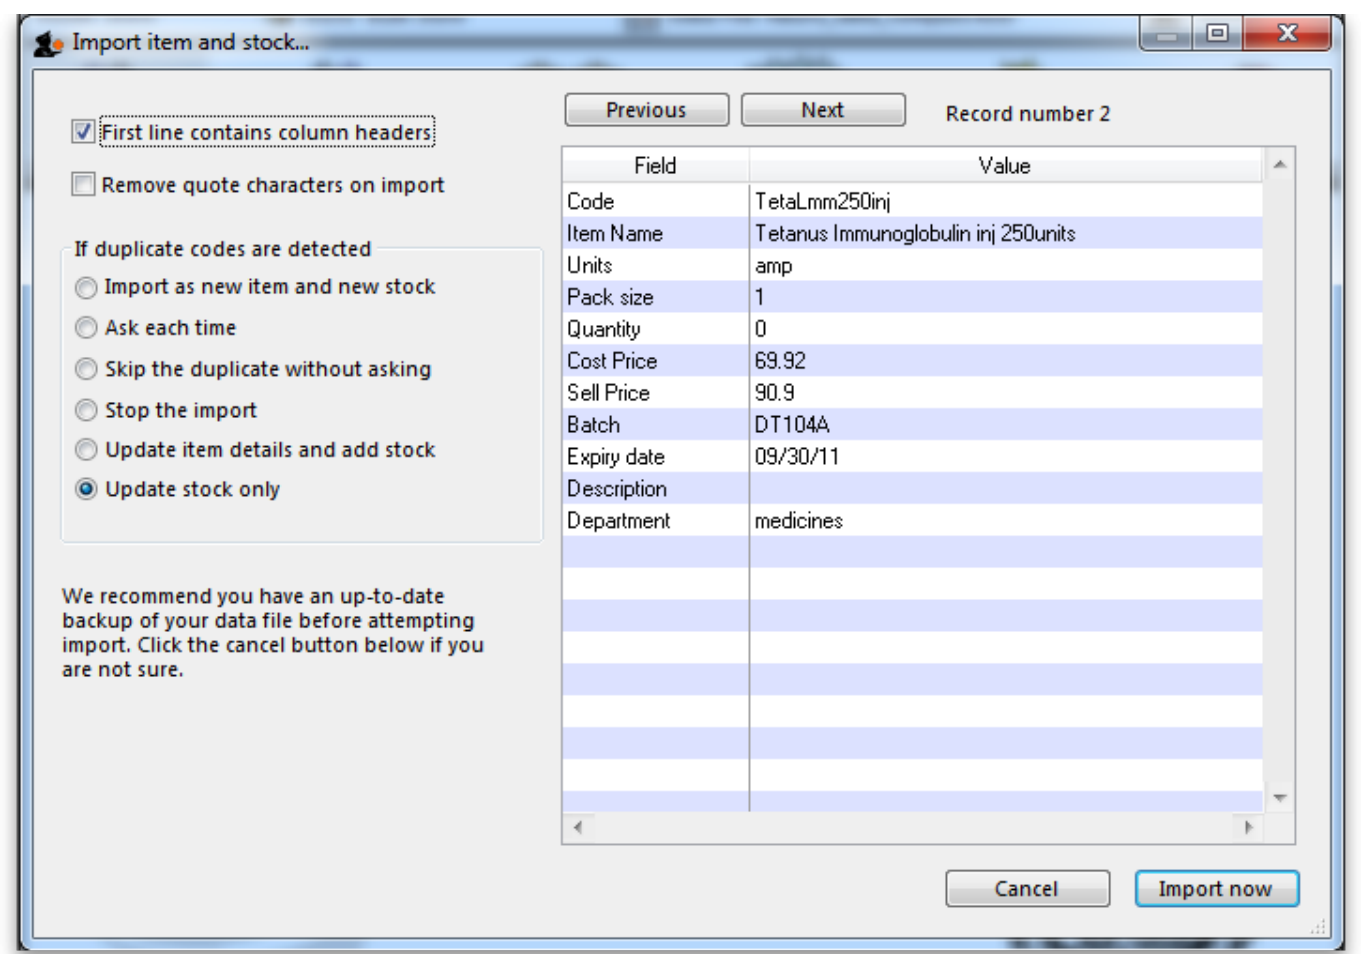 Import item and stock...
First line contains column headers
Remove quote characters on import
If duplicate codes are detected
Import as new item and new stock
Ask each time
Skip the duplicate without asking
Stop the import
Update item details and add stock
Update stock only
We recommend you have an up-to-date
backup of your data file before attempting
import. Click the cancel button below if you
are not sure.
Previous Next Record number 2
Field Value
Code TetaLmm250inj
Item Name Tetanus Immunoglobulin inj 250units
Units amp
Pack size 1
Quantity 0
Cost Price 69.92
Sell Price 90.9
Batch DT104A
Expiry date 09/30/11
Description
Department medicines
Cancel Import now